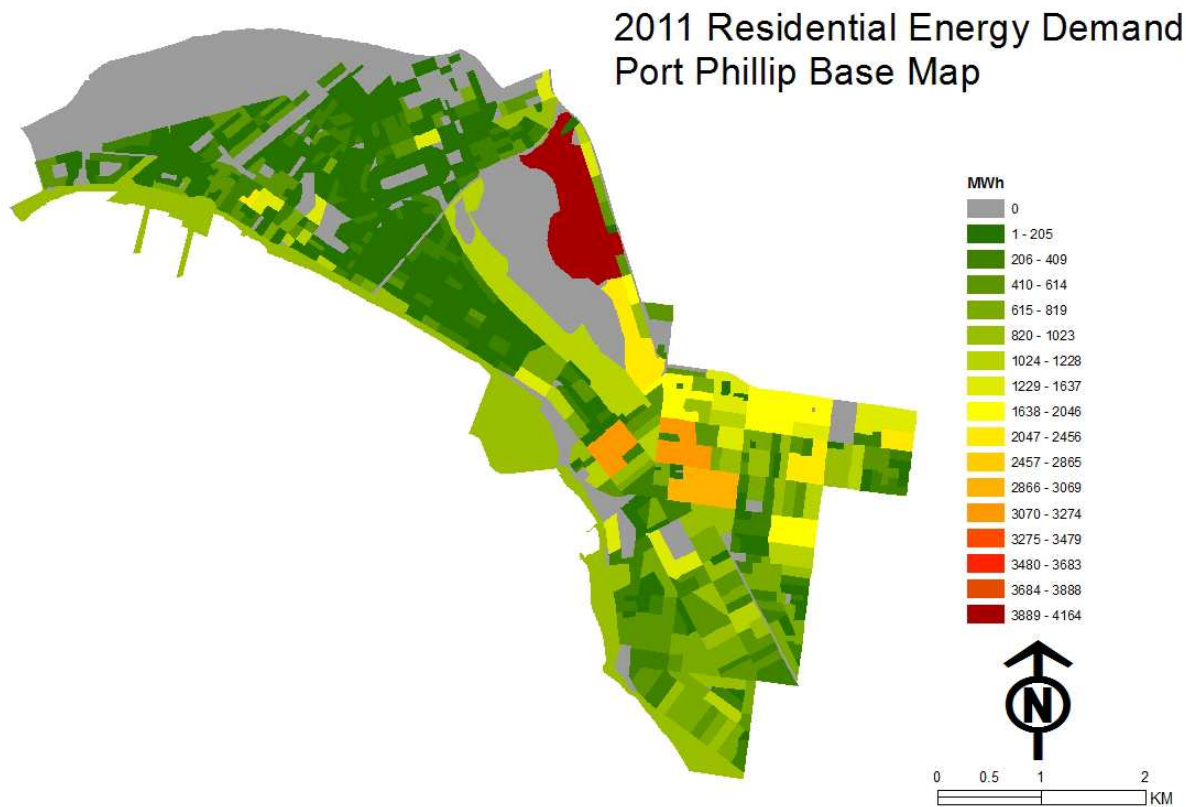 2011 Residential Energy Demand
Port Phillip Base Map
MWh
0
1 - 205
206 - 409
410 - 614
615 - 819
820 - 1023
1024 - 1228
1229 - 1637
1638 - 2046
2047 - 2456
2457 - 2865
2866 - 3069
3070 - 3274
3275 - 3479
3480 - 3683
3684 - 3888
3889 - 4164
N
0 0.5 1 2
KM